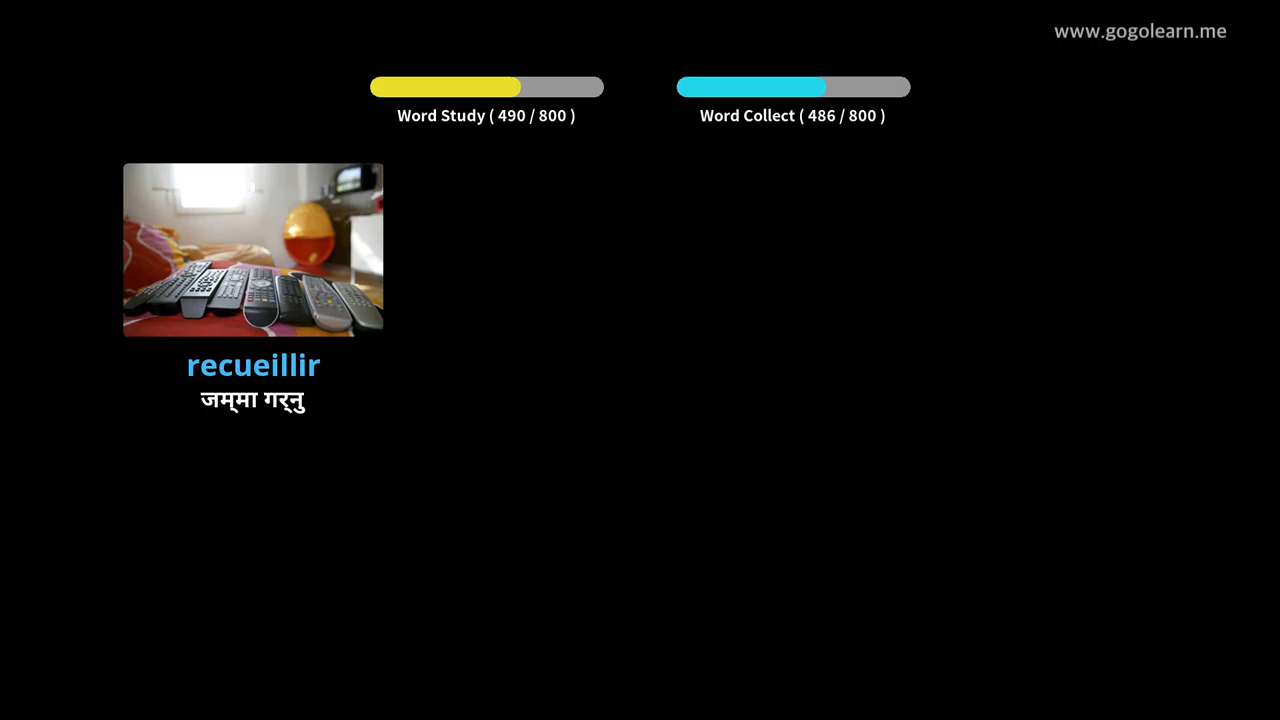 www.gogolearn.me
Word Study ( 490 / 800 )
Word Collect ( 486 / 800 )
recueillir
जम्मा गर्नु